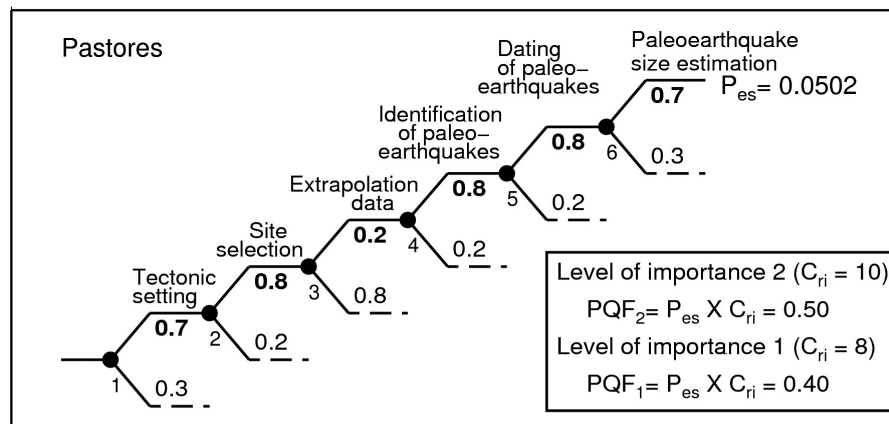 Pastores
Dating
of paleo–
earthquakes
Paleoearthquake
size estimation
P_es= 0.0502
0.7
Identification
of paleo–
earthquakes
0.8
6
0.3
Extrapolation
data
0.8
5
0.2
Site
selection
0.2
4
0.2
Tectonic
setting
0.8
3
0.8
0.7
2
0.2
1
0.3
Level of importance 2 (C_ri = 10)
PQF_2= P_es X C_ri = 0.50
Level of importance 1 (C_ri = 8)
PQF_1= P_es X C_ri = 0.40